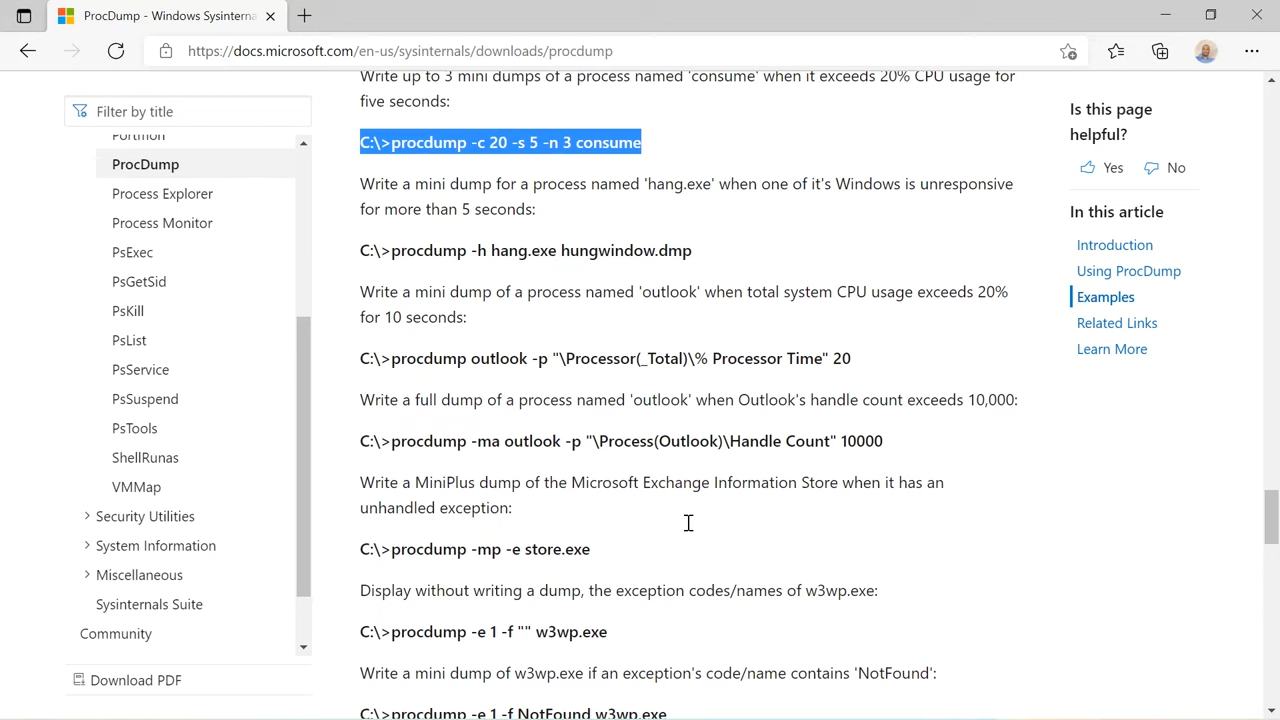 ProcDump - Windows Sysinterna
https://docs.microsoft.com/en-us/sysinternals/downloads/procdump
Filter by title
Portmon
ProcDump
Process Explorer
Process Monitor
PsExec
PsGetSid
PsKill
PsList
PsService
PsSuspend
PsTools
ShellRunas
VMMap
Security Utilities
System Information
Miscellaneous
Sysinternals Suite
Community
Download PDF
Write up to 3 mini dumps of a process named 'consume' when it exceeds 20% CPU usage for
five seconds:
C:\>procdump -c 20 -s 5 -n 3 consume
Write a mini dump for a process named 'hang.exe' when one of it's Windows is unresponsive
for more than 5 seconds:
C:\>procdump -h hang.exe hungwindow.dmp
Write a mini dump of a process named 'outlook' when total system CPU usage exceeds 20%
for 10 seconds:
C:\>procdump outlook -p "\Processor(_Total)\% Processor Time" 20
Write a full dump of a process named 'outlook' when Outlook's handle count exceeds 10,000:
C:\>procdump -ma outlook -p "\Process(Outlook)\Handle Count" 10000
Write a MiniPlus dump of the Microsoft Exchange Information Store when it has an
unhandled exception:
C:\>procdump -mp -e store.exe
Display without writing a dump, the exception codes/names of w3wp.exe:
C:\>procdump -e 1 -f "" w3wp.exe
Write a mini dump of w3wp.exe if an exception's code/name contains 'NotFound':
C:\>procdump -e 1 -f NotFound w3wp.exe
Is this page
helpful?
Yes No
In this article
Introduction
Using ProcDump
Examples
Related Links
Learn More